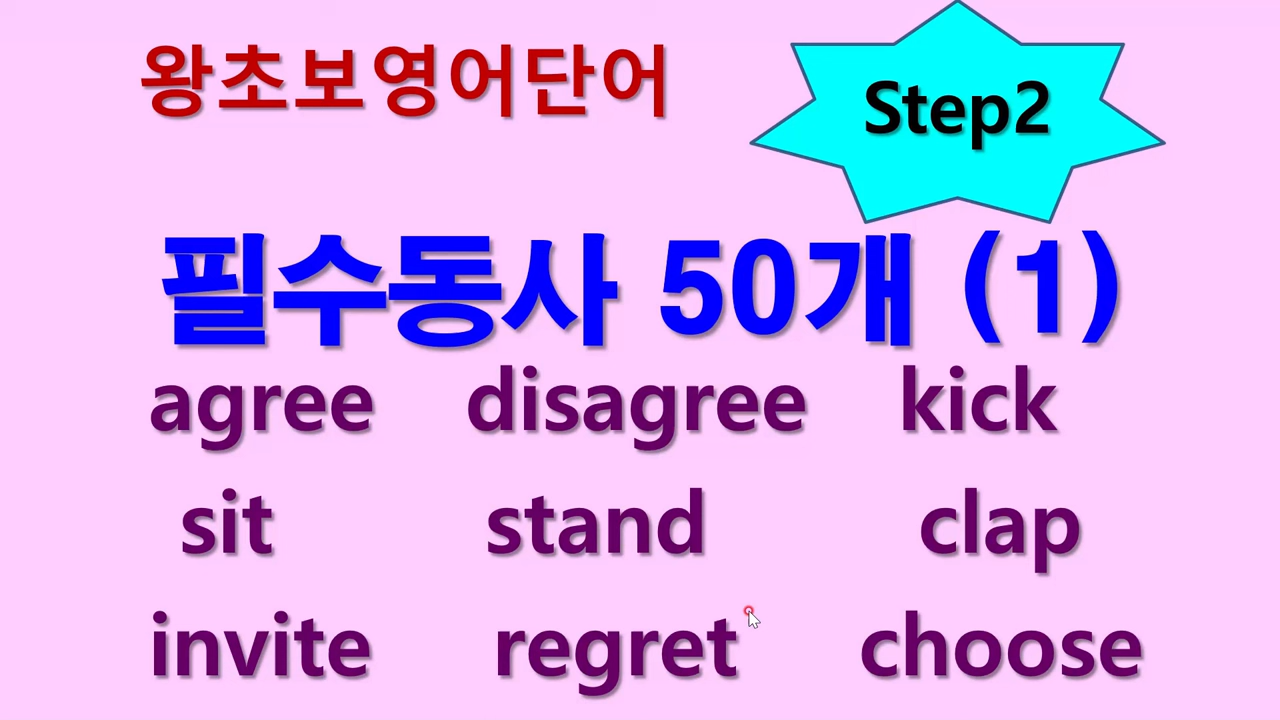 왕초보영어단어
Step2
필수동사 50개 (1)
agree disagree kick
sit stand clap
invite regret choose